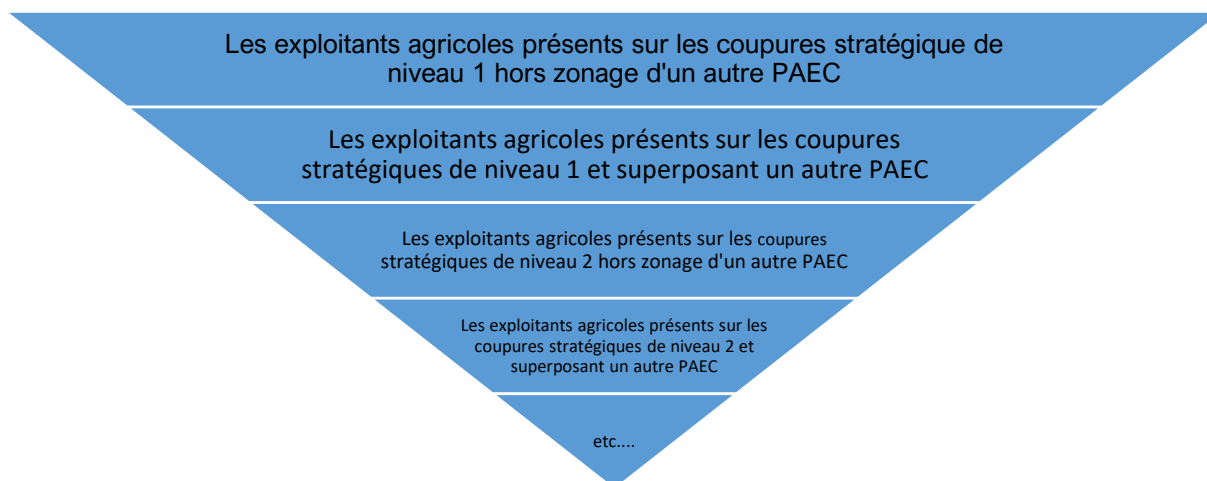 Les exploitants agricoles présents sur les coupures stratégique de
niveau 1 hors zonage d'un autre PAEC
Les exploitants agricoles présents sur les coupures
stratégiques de niveau 1 et superposant un autre PAEC
Les exploitants agricoles présents sur les coupures
stratégiques de niveau 2 hors zonage d'un autre PAEC
Les exploitants agricoles présents sur les
coupures stratégiques de niveau 2 et
superposant un autre PAEC
etc....